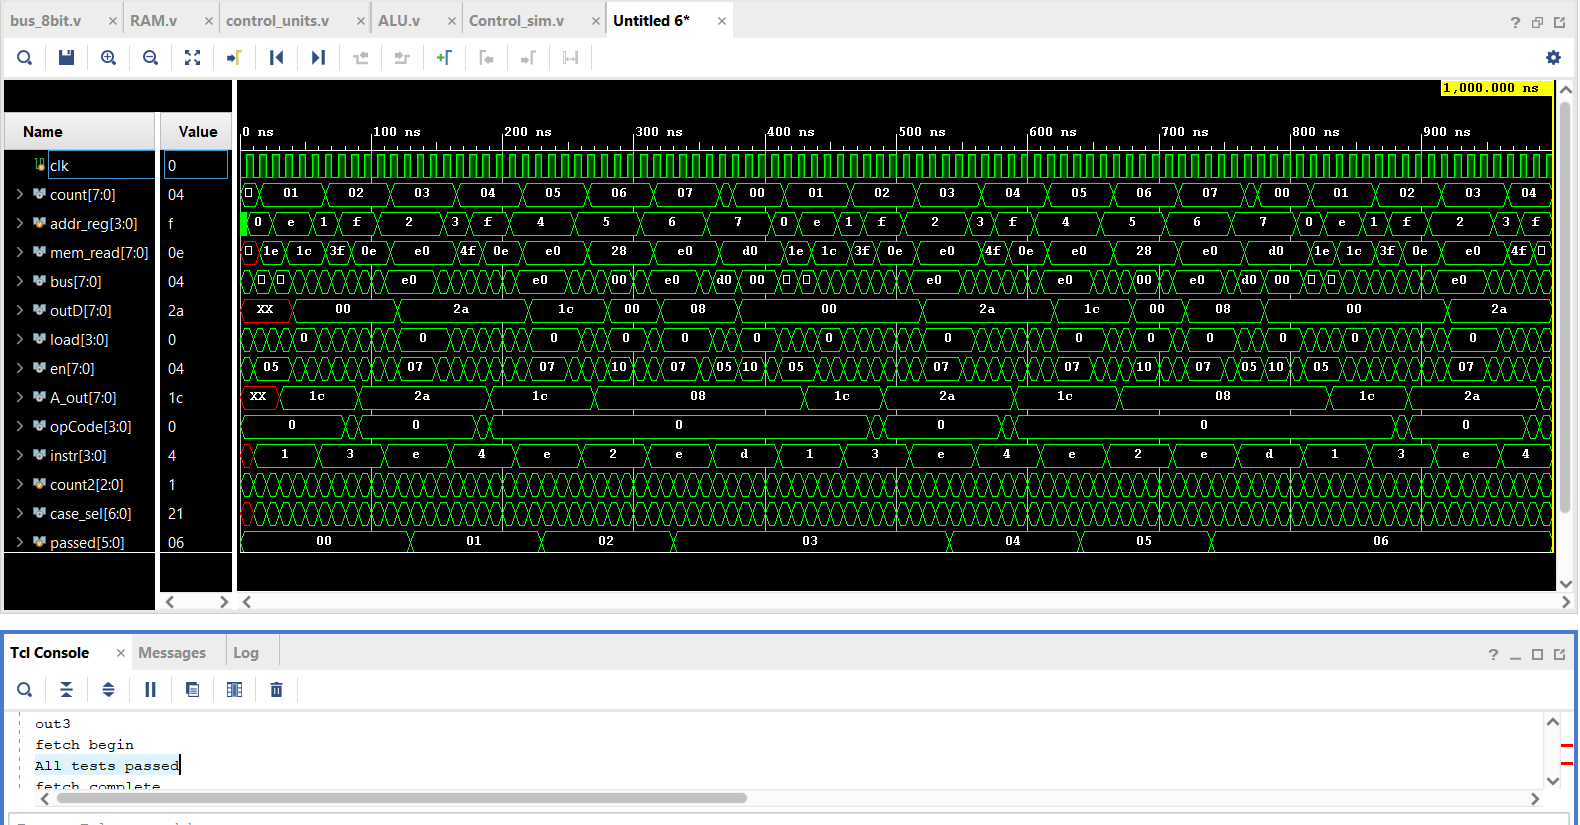 bus_8bit.v × RAM.v × control_units.v × ALU.v × Control_sim.v × Untitled 6* × ?
1,000.000 ns
Name Value 0 ns 100 ns 200 ns 300 ns 400 ns 500 ns 600 ns 700 ns 800 ns 900 ns
clk 0
count[7:0] 04 01 02 03 04 05 06 07 00 01 02 03 04 05 06 07 00 01 02 03 04
addr_reg[3:0] f 0 e 1 f 2 3 f 4 5 6 7 0 e 1 f 2 3 f 4 5 6 7 0 e 1 f 2 3 f
mem_read[7:0] 0e 1e 1c 3f 0e e0 4f 0e e0 28 e0 d0 1e 1c 3f 0e e0 4f 0e e0 28 e0 d0 1e 1c 3f 0e e0 4f
bus[7:0] 04 e0 e0 00 e0 d0 00 e0 e0 00 e0 d0 00 e0
outD[7:0] 2a XX 00 2a 1c 00 08 00 2a 1c 00 08 00 2a
load[3:0] 0 0 0 0 0 0 0 0 0 0 0 0 0
en[7:0] 04 05 07 07 10 07 05 10 05 07 07 10 07 05 10 05 07
A_out[7:0] 1c XX 1c 2a 1c 08 1c 2a 1c 08 1c 2a
opCode[3:0] 0 0 0 0 0 0 0
instr[3:0] 4 1 3 e 4 e 2 e d 1 3 e 4 e 2 e d 1 3 e 4
count2[2:0] 1
case_sel[6:0] 21
passed[5:0] 06 00 01 02 03 04 05 06
Tcl Console × Messages Log ?
out3
fetch begin
All tests passed
fetch complete